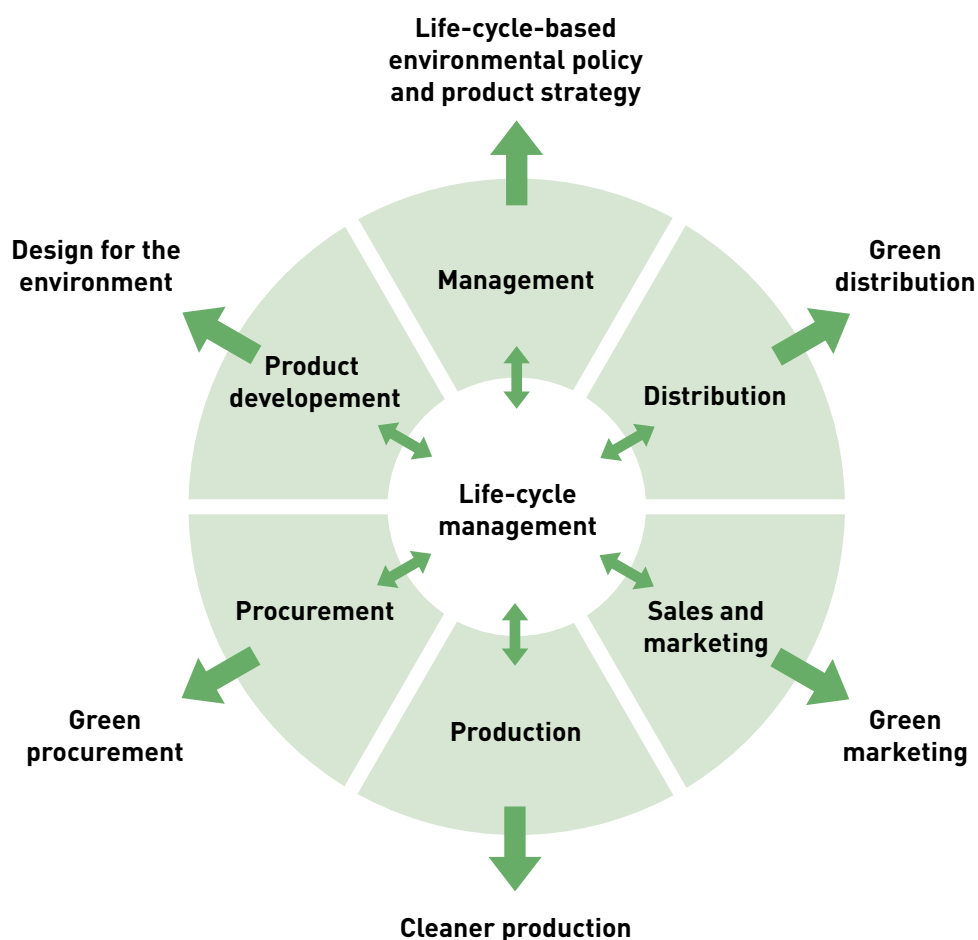 Life-cycle-based
environmental policy
and product strategy
Design for the
environment
Green
distribution
Management
Product
developement
Distribution
Life-cycle
management
Procurement
Sales and
marketing
Green
procurement
Production
Green
marketing
Cleaner production